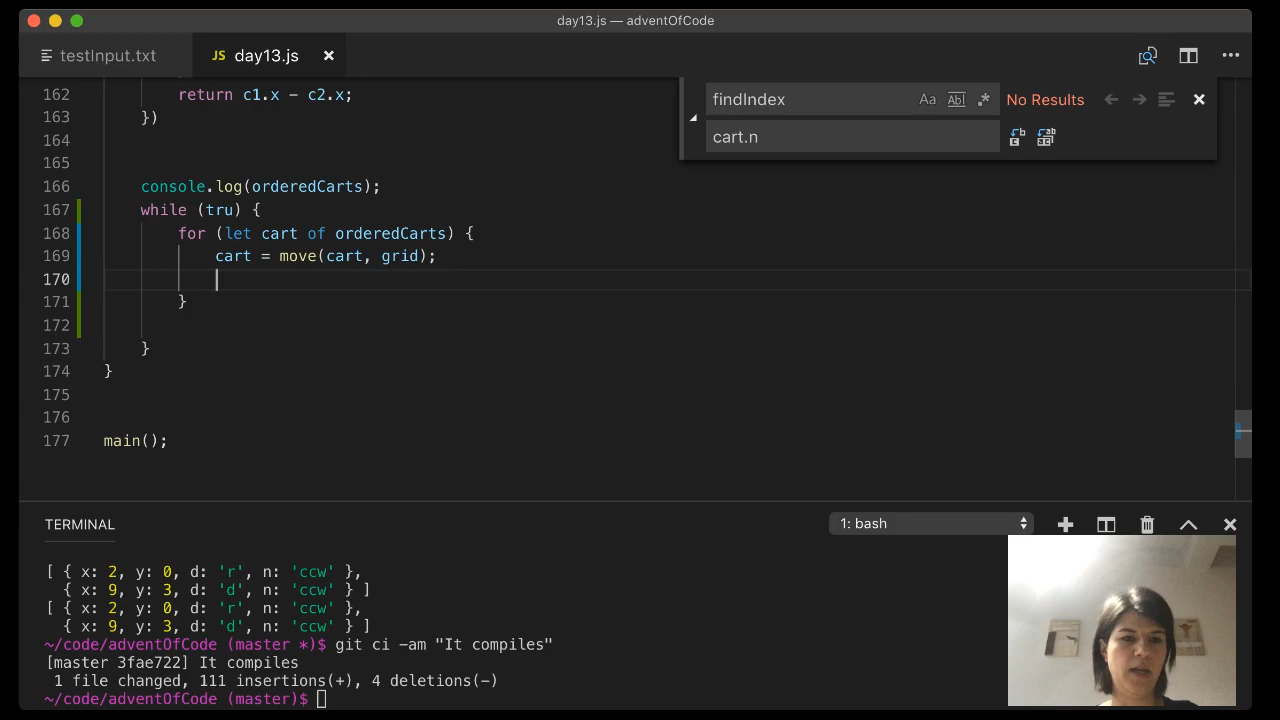 day13.js — adventOfCode
testInput.txt
JS day13.js
findIndex Aa Abl .* No Results
cart.n
162 return c1.x - c2.x;
163 })
164
165
166 console.log(orderedCarts);
167 while (tru) {
168 for (let cart of orderedCarts) {
169 cart = move(cart, grid);
170
171 }
172
173 }
174 }
175
176
177 main();
TERMINAL
1: bash
[ { x: 2, y: 0, d: 'r', n: 'ccw' },
{ x: 9, y: 3, d: 'd', n: 'ccw' } ]
[ { x: 2, y: 0, d: 'r', n: 'ccw' },
{ x: 9, y: 3, d: 'd', n: 'ccw' } ]
~/code/adventOfCode (master *)$ git ci -am "It compiles"
[master 3fae722] It compiles
1 file changed, 111 insertions(+), 4 deletions(-)
~/code/adventOfCode (master)$